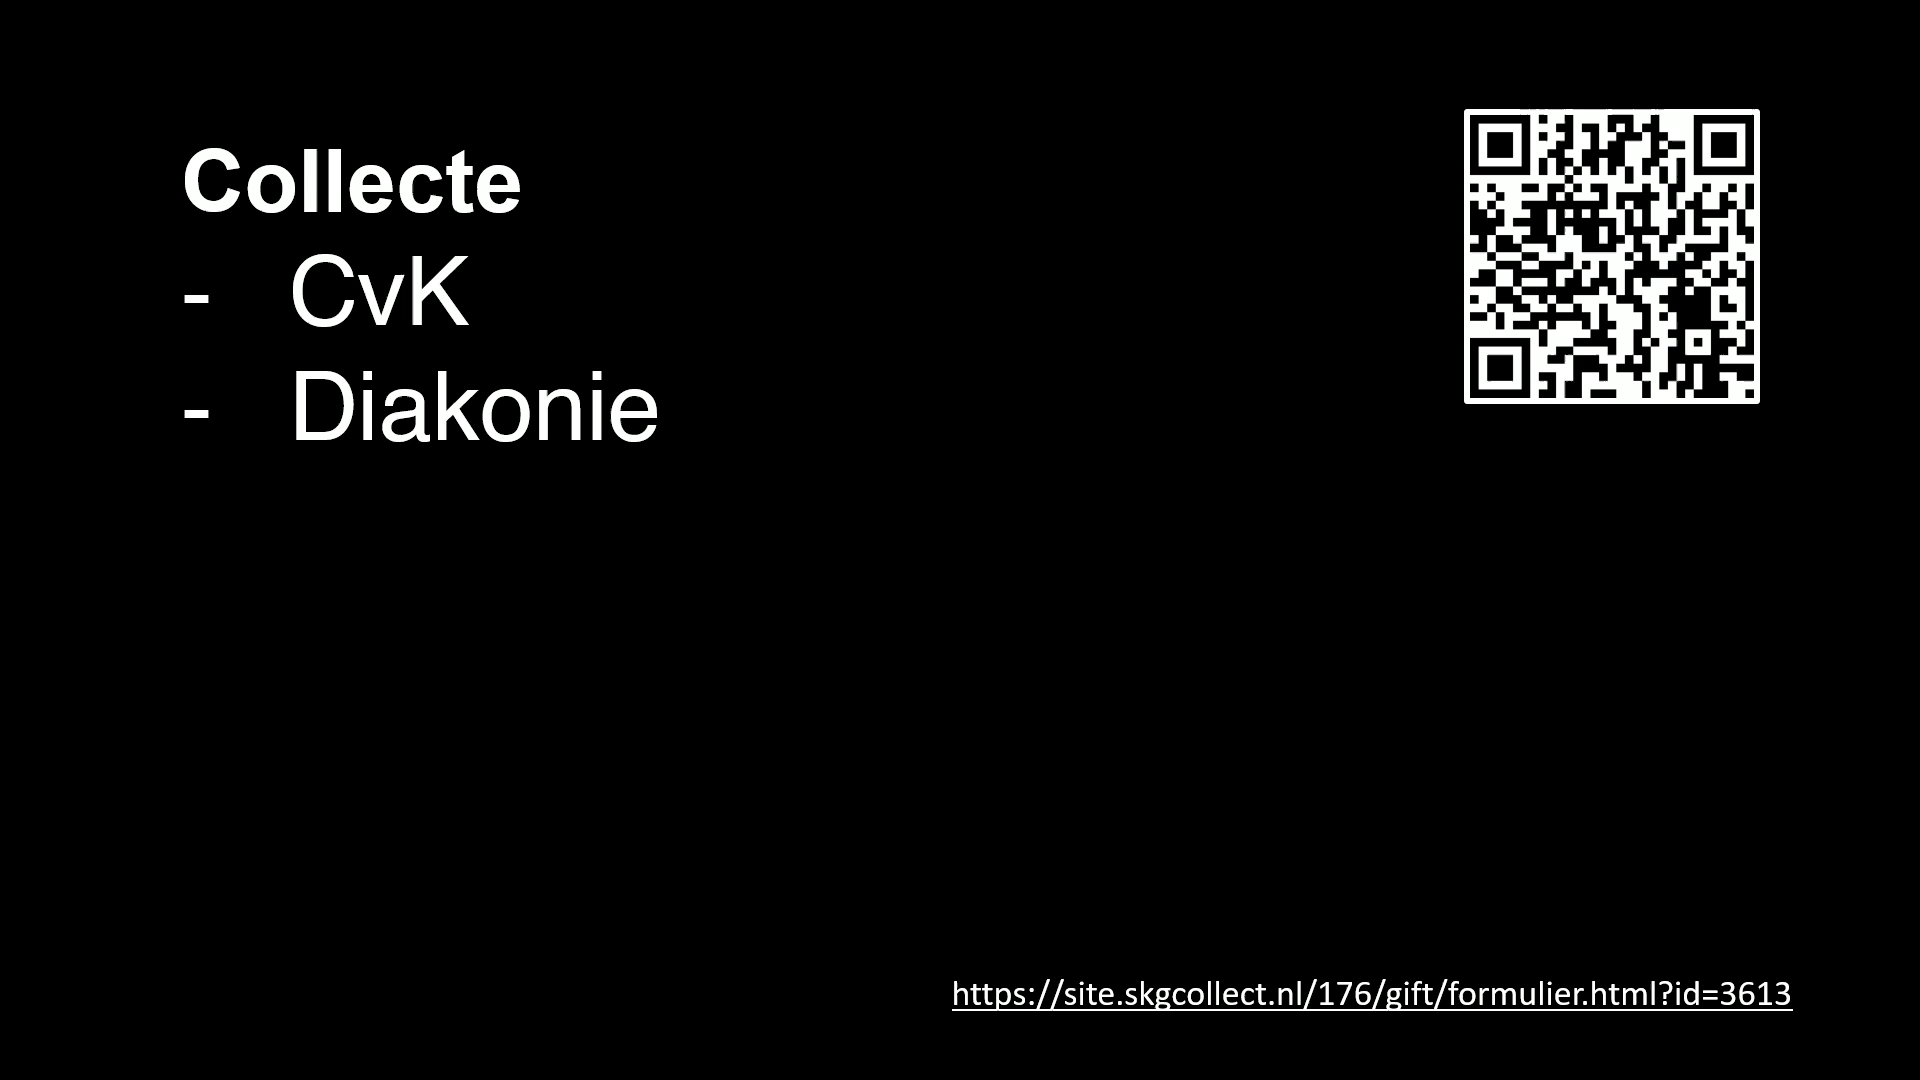 Collecte
- CvK
- Diakonie
https://site.skgcollect.nl/176/gift/formulier.html?id=3613